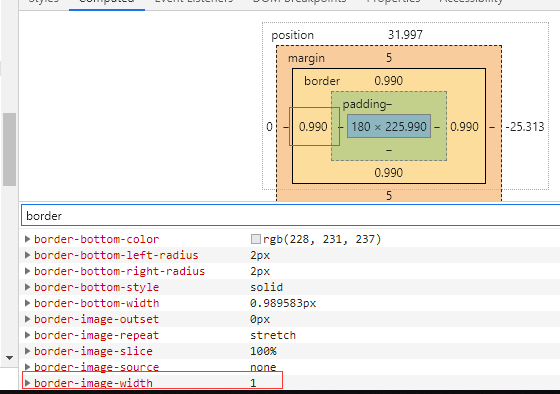 Styles Computed Event Listeners DOM Breakpoints Properties Accessibility
position 31.997
margin 5
border 0.990
padding –
0 – 0.990 – 180 × 225.990 – 0.990 – -25.313
–
0.990
5
border
border-bottom-color rgb(228, 231, 237)
border-bottom-left-radius 2px
border-bottom-right-radius 2px
border-bottom-style solid
border-bottom-width 0.989583px
border-image-outset 0px
border-image-repeat stretch
border-image-slice 100%
border-image-source none
border-image-width 1